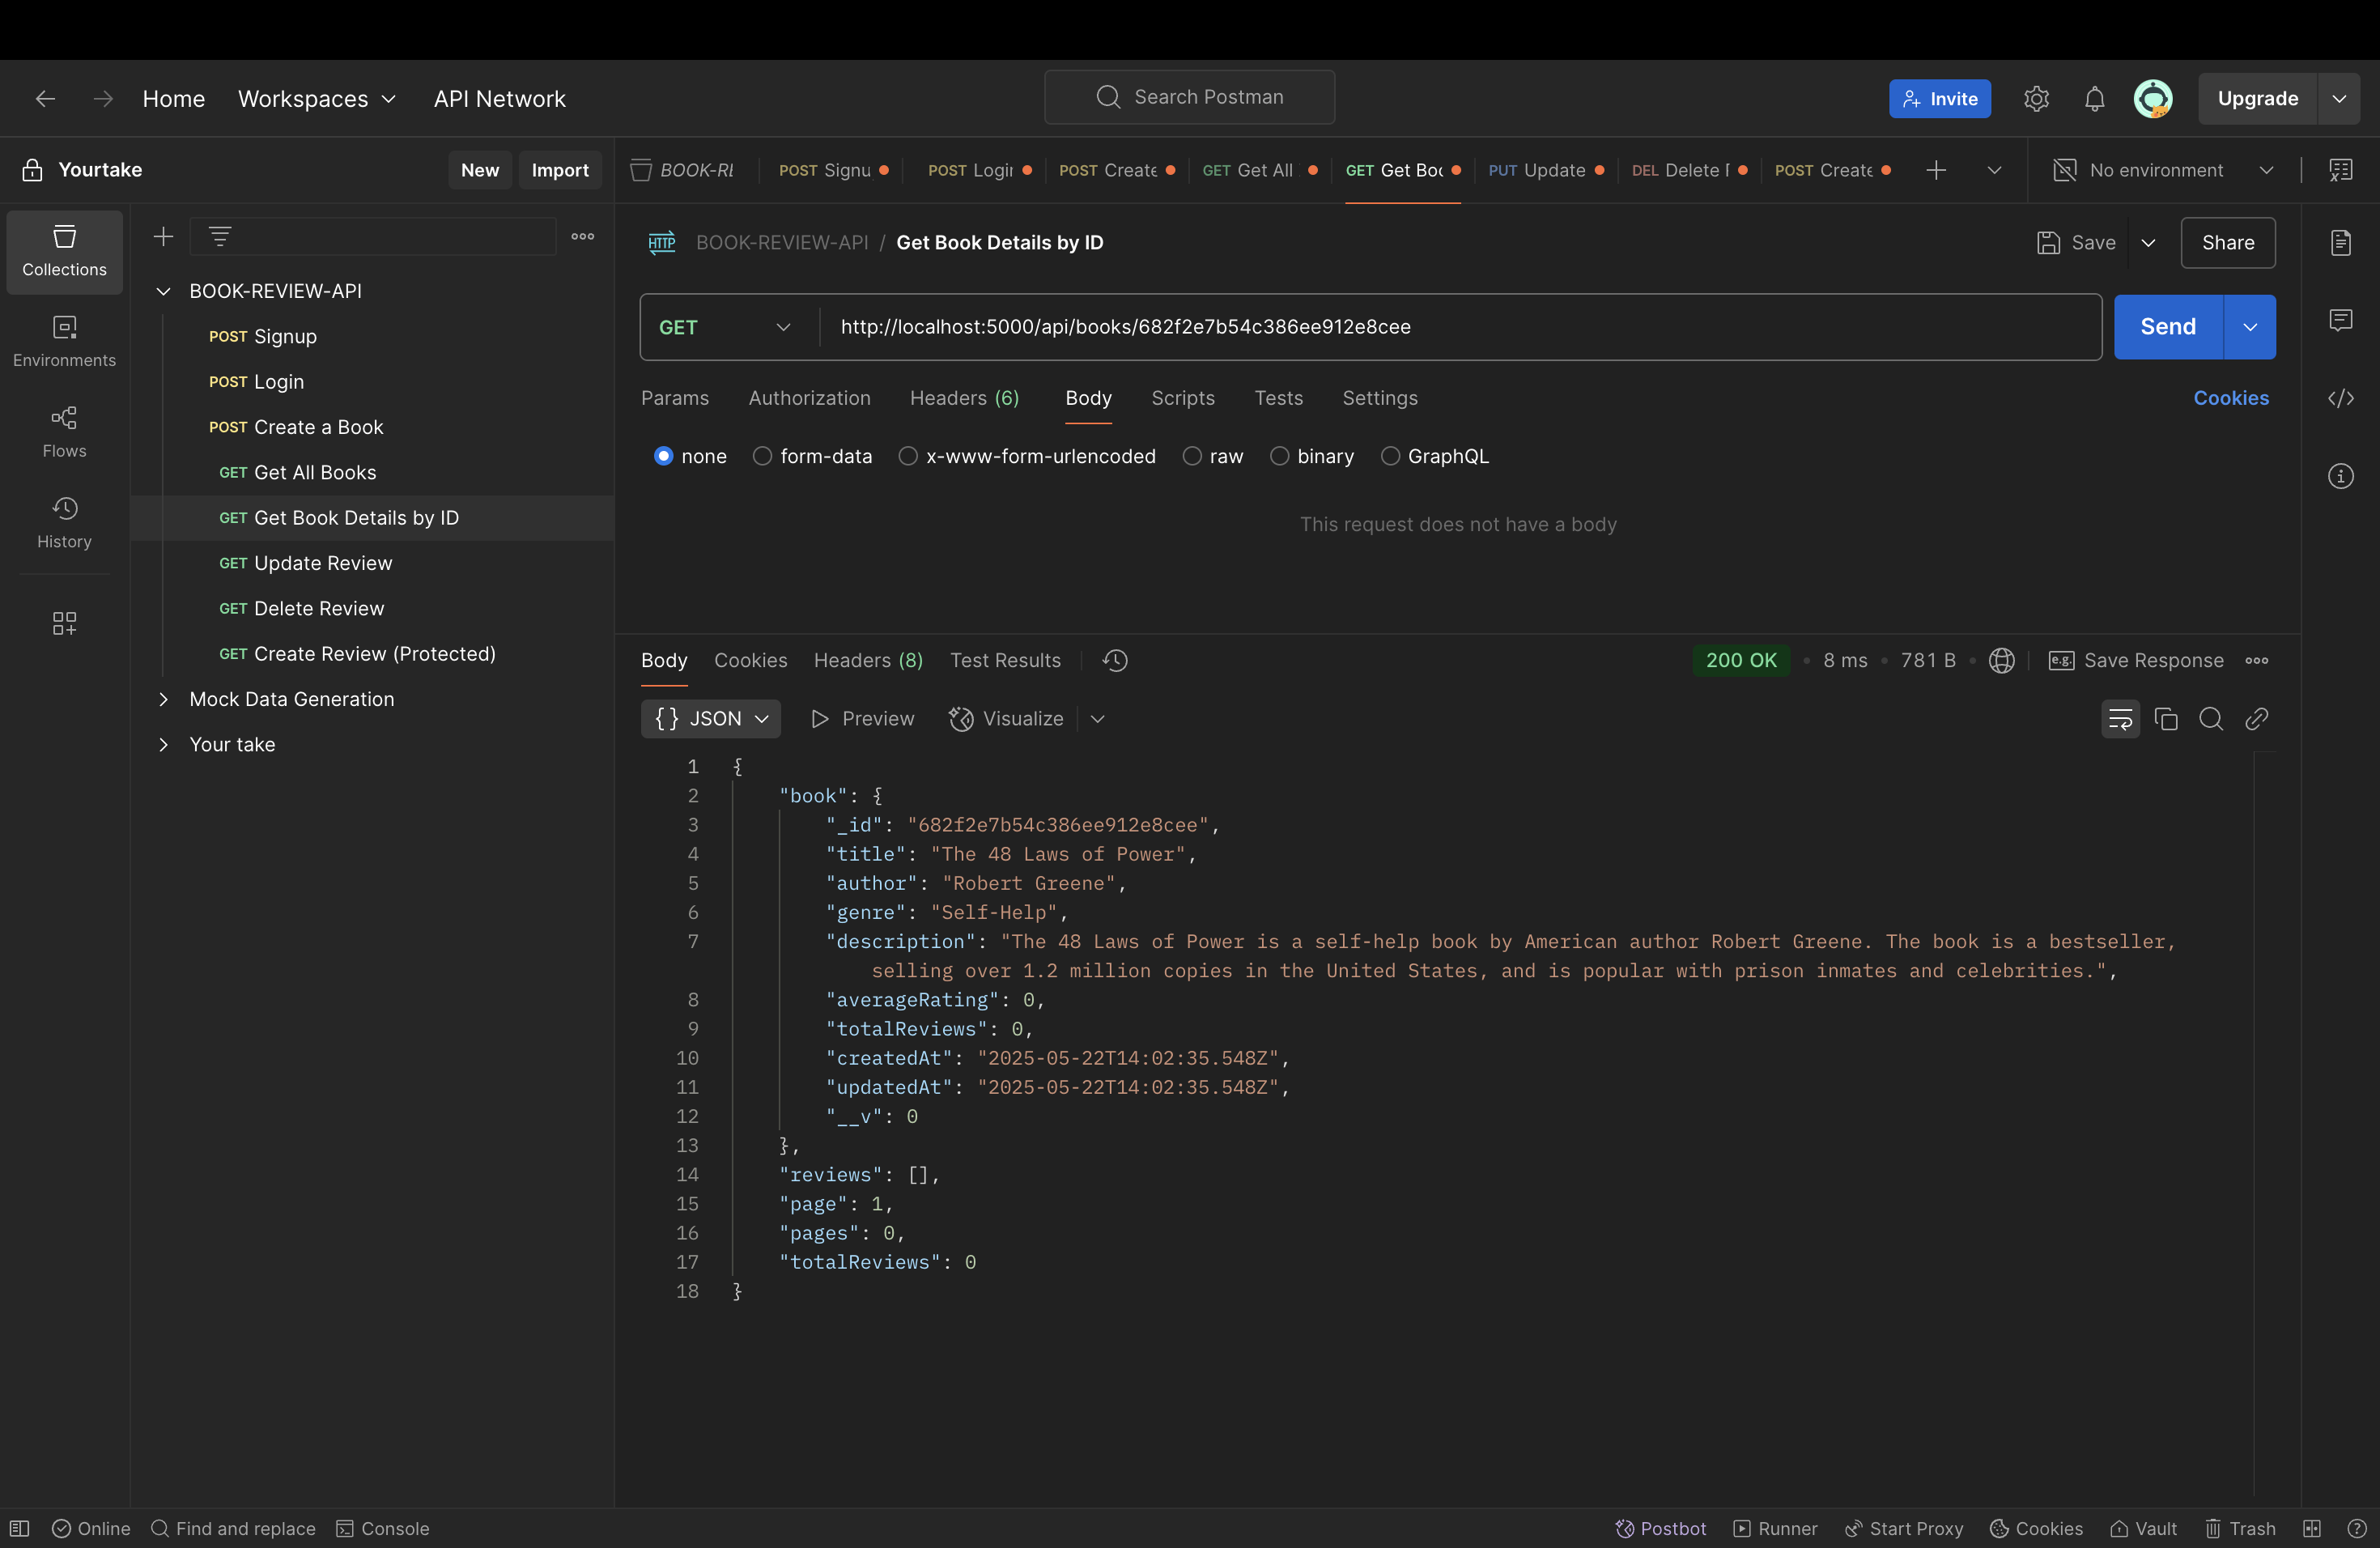 Home Workspaces API Network Search Postman Invite Upgrade
Yourtake New Import BOOK-RE POST Signu POST Login POST Create GET Get All GET Get Boo PUT Update DEL Delete POST Create No environment
HTTP BOOK-REVIEW-API / Get Book Details by ID Save Share
Collections
BOOK-REVIEW-API
POST Signup
POST Login
POST Create a Book
GET Get All Books
GET Get Book Details by ID
GET Update Review
GET Delete Review
GET Create Review (Protected)
Mock Data Generation
Your take
Environments
Flows
History
GET http://localhost:5000/api/books/682f2e7b54c386ee912e8cee Send
Params Authorization Headers (6) Body Scripts Tests Settings Cookies
none form-data x-www-form-urlencoded raw binary GraphQL
This request does not have a body
Body Cookies Headers (8) Test Results 200 OK 8 ms 781 B e.g. Save Response
{} JSON Preview Visualize
1 {
2 "book": {
3 "_id": "682f2e7b54c386ee912e8cee",
4 "title": "The 48 Laws of Power",
5 "author": "Robert Greene",
6 "genre": "Self-Help",
7 "description": "The 48 Laws of Power is a self-help book by American author Robert Greene. The book is a bestseller,
selling over 1.2 million copies in the United States, and is popular with prison inmates and celebrities.",
8 "averageRating": 0,
9 "totalReviews": 0,
10 "createdAt": "2025-05-22T14:02:35.548Z",
11 "updatedAt": "2025-05-22T14:02:35.548Z",
12 "__v": 0
13 },
14 "reviews": [],
15 "page": 1,
16 "pages": 0,
17 "totalReviews": 0
18 }
Online Find and replace Console Postbot Runner Start Proxy Cookies Vault Trash